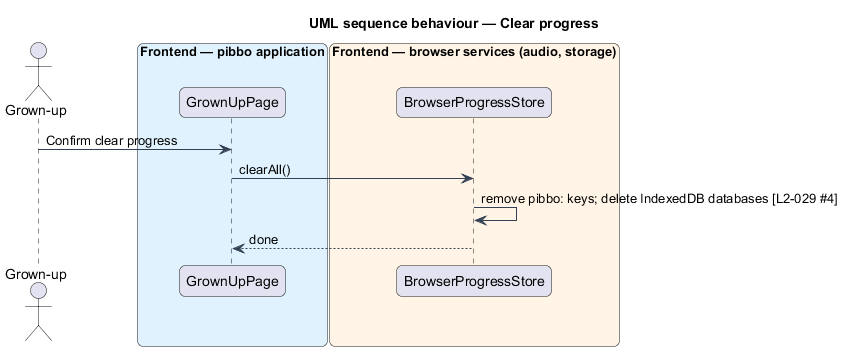 UML sequence behaviour — Clear progress
Frontend — pibbo application
Frontend — browser services (audio, storage)
Grown-up
GrownUpPage
BrowserProgressStore
Confirm clear progress
clearAll()
remove pibbo: keys; delete IndexedDB databases [L2-029 #4]
done
Grown-up
GrownUpPage
BrowserProgressStore